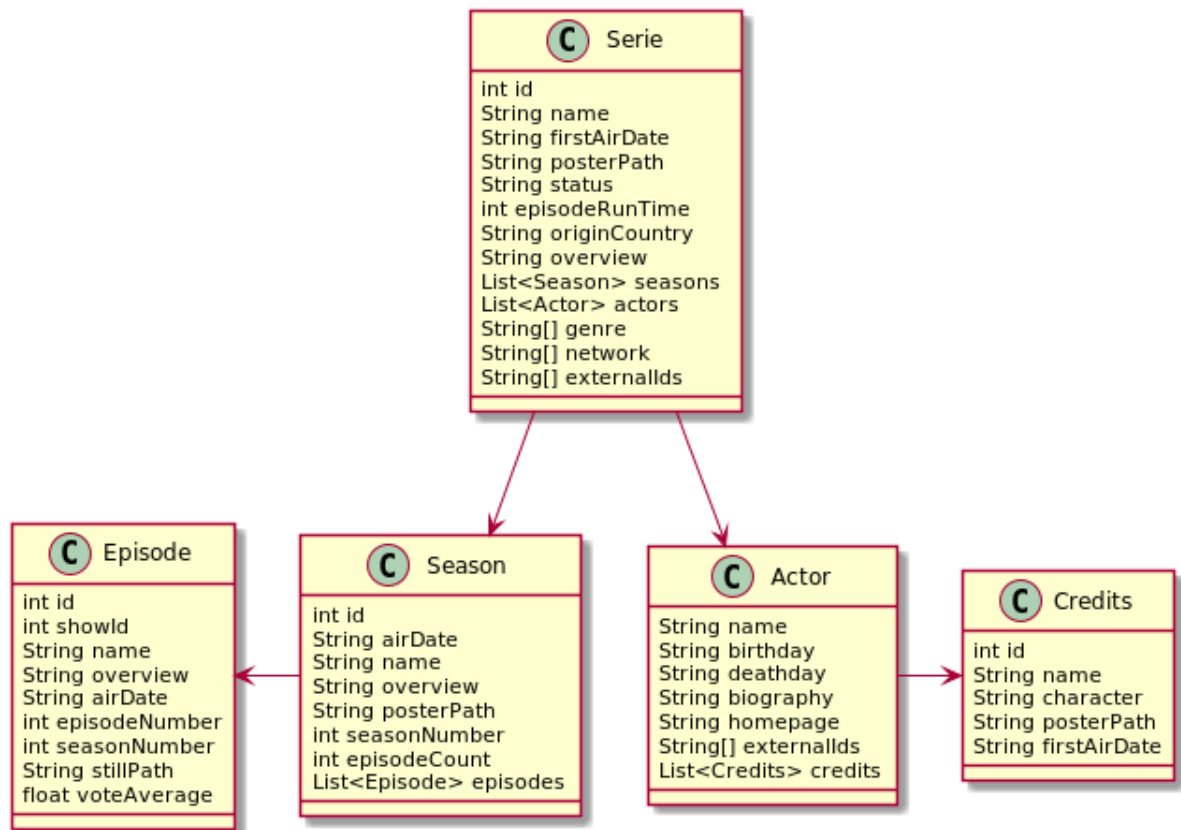 C Serie
int id
String name
String firstAirDate
String posterPath
String status
int episodeRunTime
String originCountry
String overview
List<Season> seasons
List<Actor> actors
String[] genre
String[] network
String[] externalIds
C Episode
int id
int showId
String name
String overview
String airDate
int episodeNumber
int seasonNumber
String stillPath
float voteAverage
C Season
int id
String airDate
String name
String overview
String posterPath
int seasonNumber
int episodeCount
List<Episode> episodes
C Actor
String name
String birthday
String deathday
String biography
String homepage
String[] externalIds
List<Credits> credits
C Credits
int id
String name
String character
String posterPath
String firstAirDate